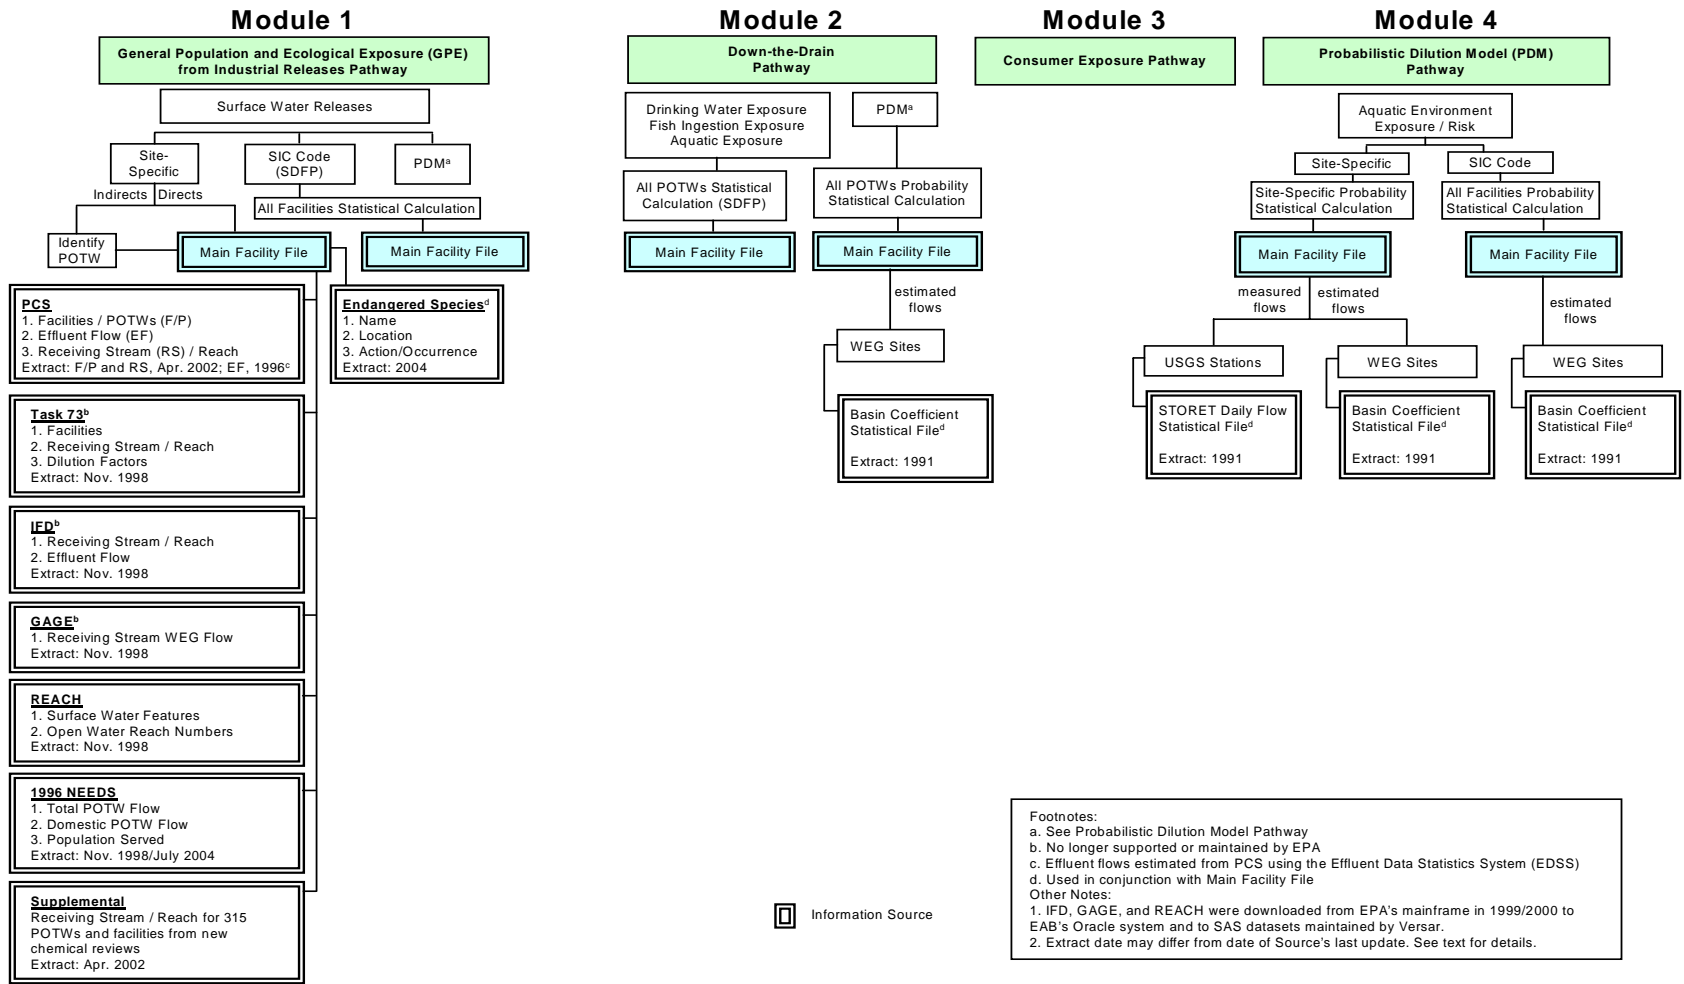 Module 1
General Population and Ecological Exposure (GPE)
from Industrial Releases Pathway
Surface Water Releases
Site-
Specific
SIC Code
(SDFP)
PDMᵃ
Indirects
Directs
All Facilities Statistical Calculation
Identify
POTW
Main Facility File
Main Facility File
PCS
1. Facilities / POTWs (F/P)
2. Effluent Flow (EF)
3. Receiving Stream (RS) / Reach
Extract: F/P and RS, Apr. 2002; EF, 1996ᶜ
Endangered Speciesᵈ
1. Name
2. Location
3. Action/Occurrence
Extract: 2004
Task 73ᵇ
1. Facilities
2. Receiving Stream / Reach
3. Dilution Factors
Extract: Nov. 1998
IFDᵇ
1. Receiving Stream / Reach
2. Effluent Flow
Extract: Nov. 1998
GAGEᵇ
1. Receiving Stream WEG Flow
Extract: Nov. 1998
REACH
1. Surface Water Features
2. Open Water Reach Numbers
Extract: Nov. 1998
1996 NEEDS
1. Total POTW Flow
2. Domestic POTW Flow
3. Population Served
Extract: Nov. 1998/July 2004
Supplemental
Receiving Stream / Reach for 315
POTWs and facilities from new
chemical reviews
Extract: Apr. 2002
Module 2
Down-the-Drain
Pathway
Drinking Water Exposure
Fish Ingestion Exposure
Aquatic Exposure
PDMᵃ
All POTWs Statistical
Calculation (SDFP)
All POTWs Probability
Statistical Calculation
Main Facility File
Main Facility File
estimated
flows
WEG Sites
Basin Coefficient
Statistical Fileᵈ
Extract: 1991
Module 3
Consumer Exposure Pathway
Module 4
Probabilistic Dilution Model (PDM)
Pathway
Aquatic Environment
Exposure / Risk
Site-Specific
SIC Code
Site-Specific Probability
Statistical Calculation
All Facilities Probability
Statistical Calculation
Main Facility File
Main Facility File
measured
flows
estimated
flows
estimated
flows
USGS Stations
WEG Sites
WEG Sites
STORET Daily Flow
Statistical Fileᵈ
Extract: 1991
Basin Coefficient
Statistical Fileᵈ
Extract: 1991
Basin Coefficient
Statistical Fileᵈ
Extract: 1991
Information Source
Footnotes:
a. See Probabilistic Dilution Model Pathway
b. No longer supported or maintained by EPA
c. Effluent flows estimated from PCS using the Effluent Data Statistics System (EDSS)
d. Used in conjunction with Main Facility File
Other Notes:
1. IFD, GAGE, and REACH were downloaded from EPA's mainframe in 1999/2000 to
EAB's Oracle system and to SAS datasets maintained by Versar.
2. Extract date may differ from date of Source's last update. See text for details.